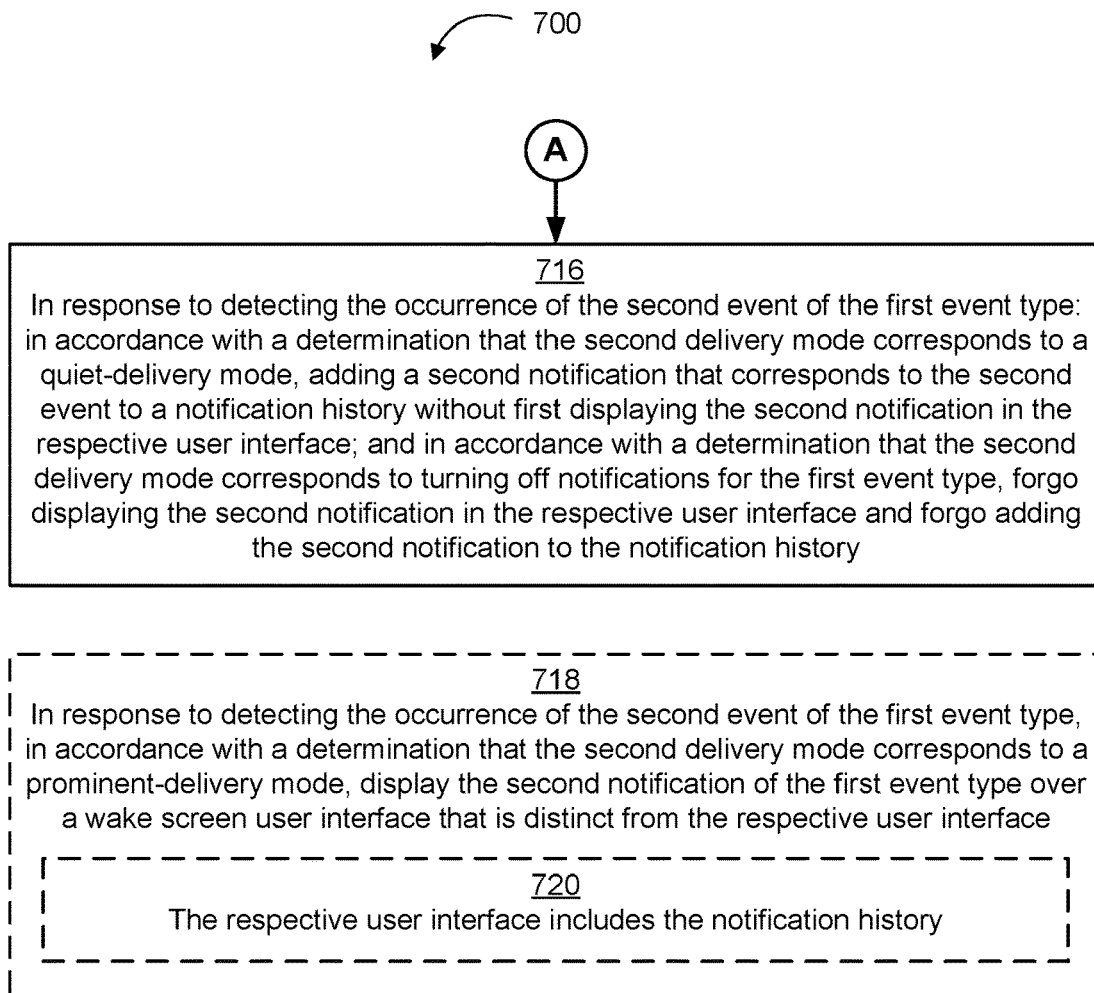 700
A
716
In response to detecting the occurrence of the second event of the first event type:
in accordance with a determination that the second delivery mode corresponds to a
quiet-delivery mode, adding a second notification that corresponds to the second
event to a notification history without first displaying the second notification in the
respective user interface; and in accordance with a determination that the second
delivery mode corresponds to turning off notifications for the first event type, forgo
displaying the second notification in the respective user interface and forgo adding
the second notification to the notification history
718
In response to detecting the occurrence of the second event of the first event type,
in accordance with a determination that the second delivery mode corresponds to a
prominent-delivery mode, display the second notification of the first event type over
a wake screen user interface that is distinct from the respective user interface
720
The respective user interface includes the notification history